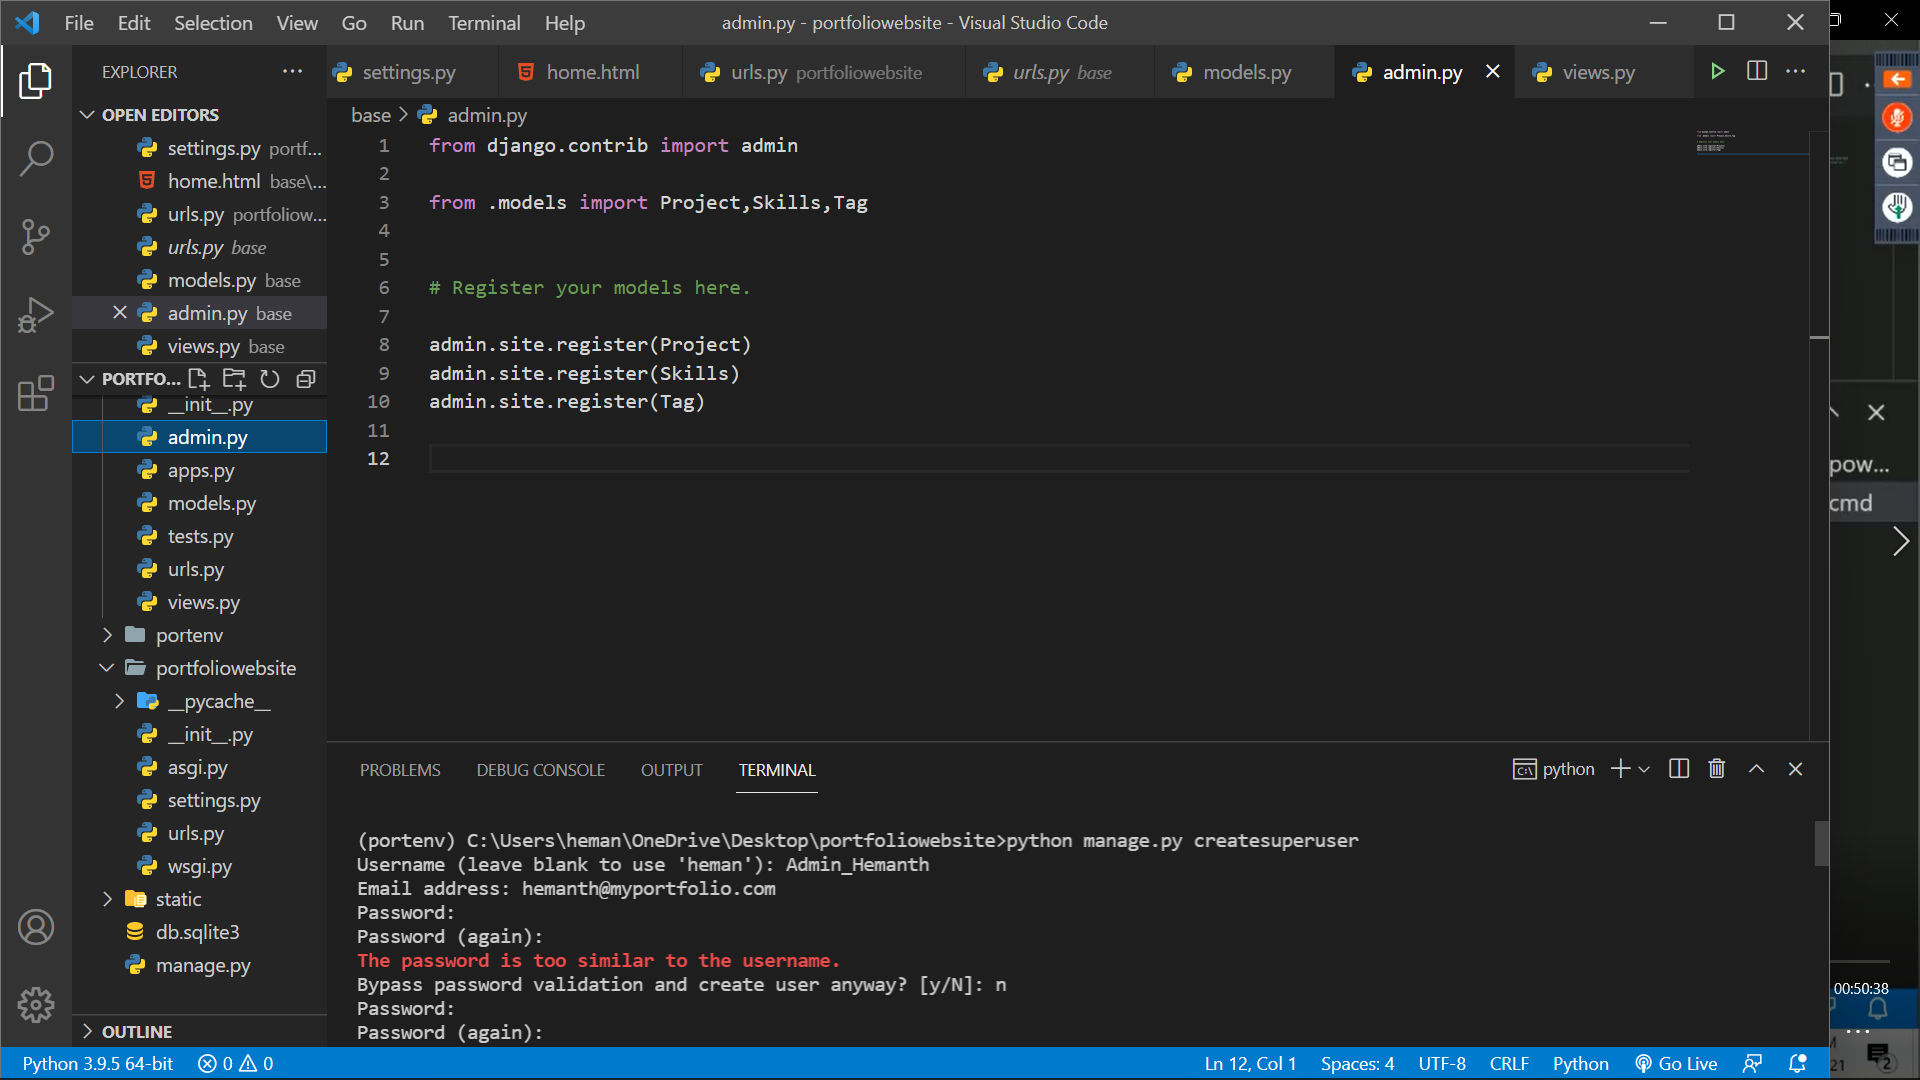 File Edit Selection View Go Run Terminal Help admin.py - portfoliowebsite - Visual Studio Code
EXPLORER
settings.py home.html urls.py portfoliowebsite urls.py base models.py admin.py views.py
OPEN EDITORS
settings.py portf...
home.html base\...
urls.py portfoliow...
urls.py base
models.py base
admin.py base
views.py base
PORTFO...
__init__.py
admin.py
apps.py
models.py
tests.py
urls.py
views.py
portenv
portfoliowebsite
__pycache__
__init__.py
asgi.py
settings.py
urls.py
wsgi.py
static
db.sqlite3
manage.py
OUTLINE
base > admin.py
1 from django.contrib import admin
2
3 from .models import Project,Skills,Tag
4
5
6 # Register your models here.
7
8 admin.site.register(Project)
9 admin.site.register(Skills)
10 admin.site.register(Tag)
11
12
PROBLEMS DEBUG CONSOLE OUTPUT TERMINAL python
(portenv) C:\Users\heman\OneDrive\Desktop\portfoliowebsite>python manage.py createsuperuser
Username (leave blank to use 'heman'): Admin_Hemanth
Email address: hemanth@myportfolio.com
Password:
Password (again):
The password is too similar to the username.
Bypass password validation and create user anyway? [y/N]: n
Password:
Password (again):
Python 3.9.5 64-bit 0 0 Ln 12, Col 1 Spaces: 4 UTF-8 CRLF Python Go Live
pow...
cmd
00:50:38
21 2